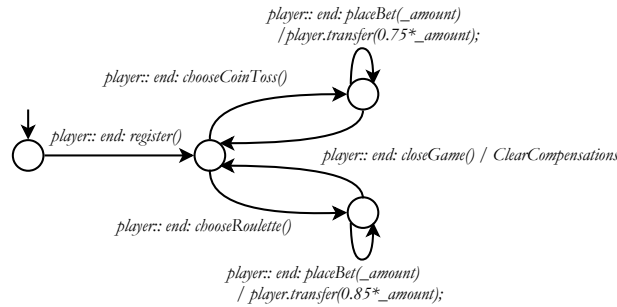 player:: end: placeBet(_amount)
/player.transfer(0.75*_amount);
player:: end: chooseCoinToss()
player:: end: register()
player:: end: closeGame() / ClearCompensations
player:: end: chooseRoulette()
player:: end: placeBet(_amount)
/ player.transfer(0.85*_amount);